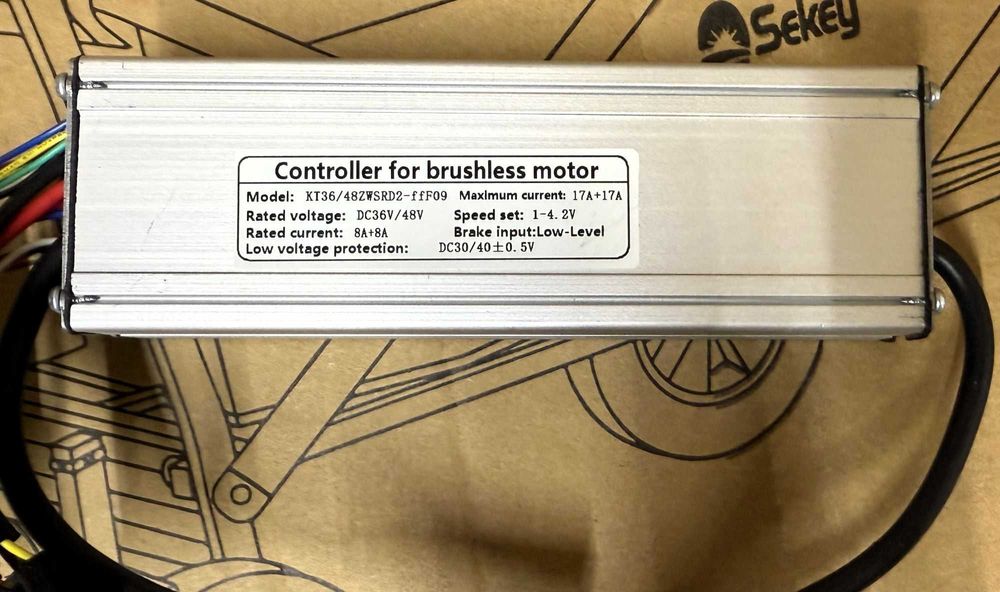 Sekey
Controller for brushless motor
Model: KT36/48ZWSRD2-ffF09 Maximum current: 17A+17A
Rated voltage: DC36V/48V Speed set: 1-4.2V
Rated current: 8A+8A Brake input:Low-Level
Low voltage protection: DC30/40±0.5V